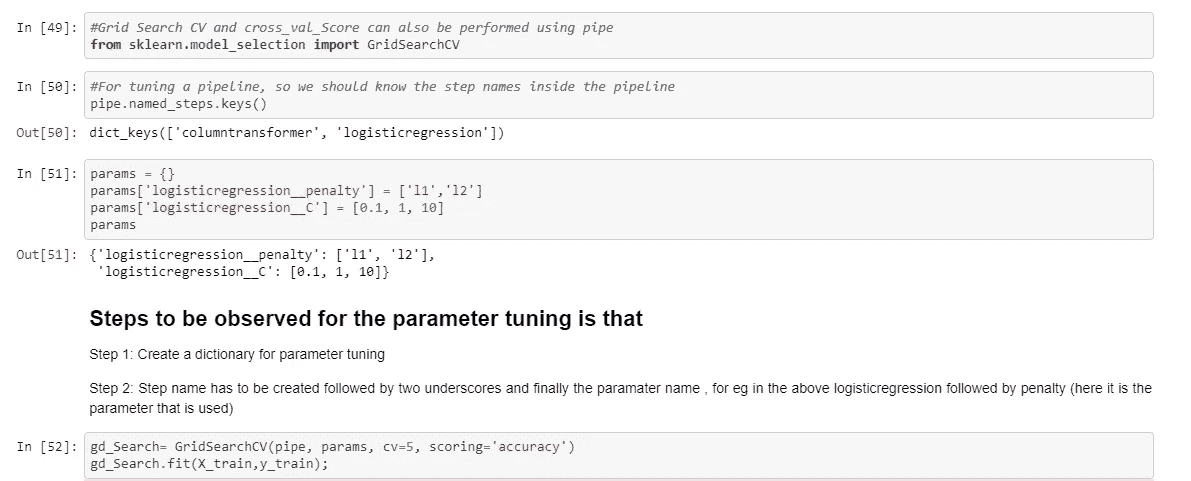 In [49]: #Grid Search CV and cross_val_Score can also be performed using pipe
from sklearn.model_selection import GridSearchCV
In [50]: #For tuning a pipeline, so we should know the step names inside the pipeline
pipe.named_steps.keys()
Out[50]: dict_keys(['columntransformer', 'logisticregression'])
In [51]: params = {}
params['logisticregression__penalty'] = ['l1','l2']
params['logisticregression__C'] = [0.1, 1, 10]
params
Out[51]: {'logisticregression__penalty': ['l1', 'l2'],
'logisticregression__C': [0.1, 1, 10]}
Steps to be observed for the parameter tuning is that
Step 1: Create a dictionary for parameter tuning
Step 2: Step name has to be created followed by two underscores and finally the paramater name , for eg in the above logisticregression followed by penalty (here it is the
parameter that is used)
In [52]: gd_Search= GridSearchCV(pipe, params, cv=5, scoring='accuracy')
gd_Search.fit(X_train,y_train);